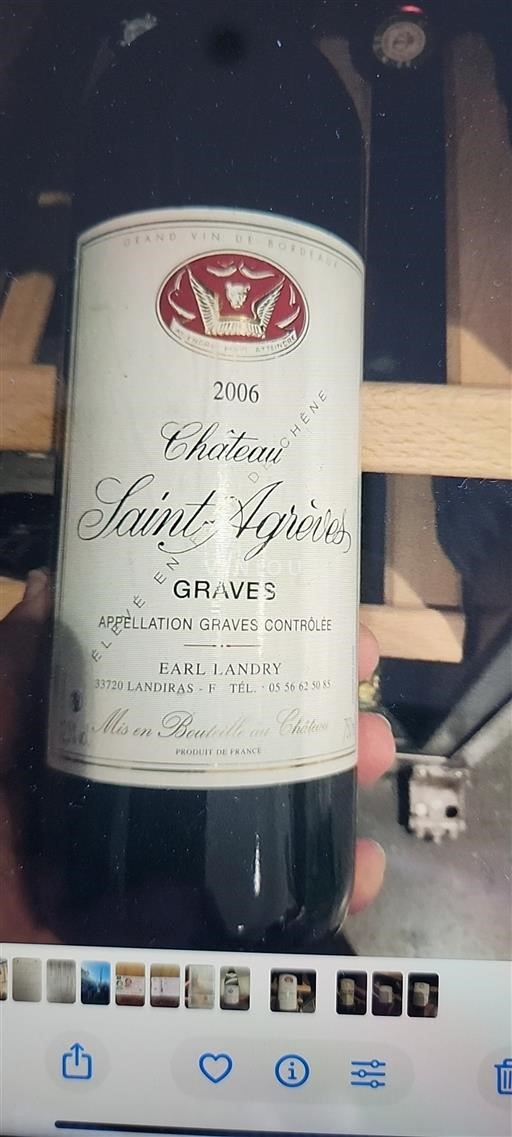 GRAND VIN DE BORDEAUX
2006
Château
Saint-Agrèves
ÉLEVÉ EN
DE CHÊNE
GRAVES
APPELLATION GRAVES CONTRÔLÉE
EARL LANDRY
33720 LANDIRAS - F TÉL. · 05 56 62 50 85
Mis en Bouteille au Château
PRODUIT DE FRANCE